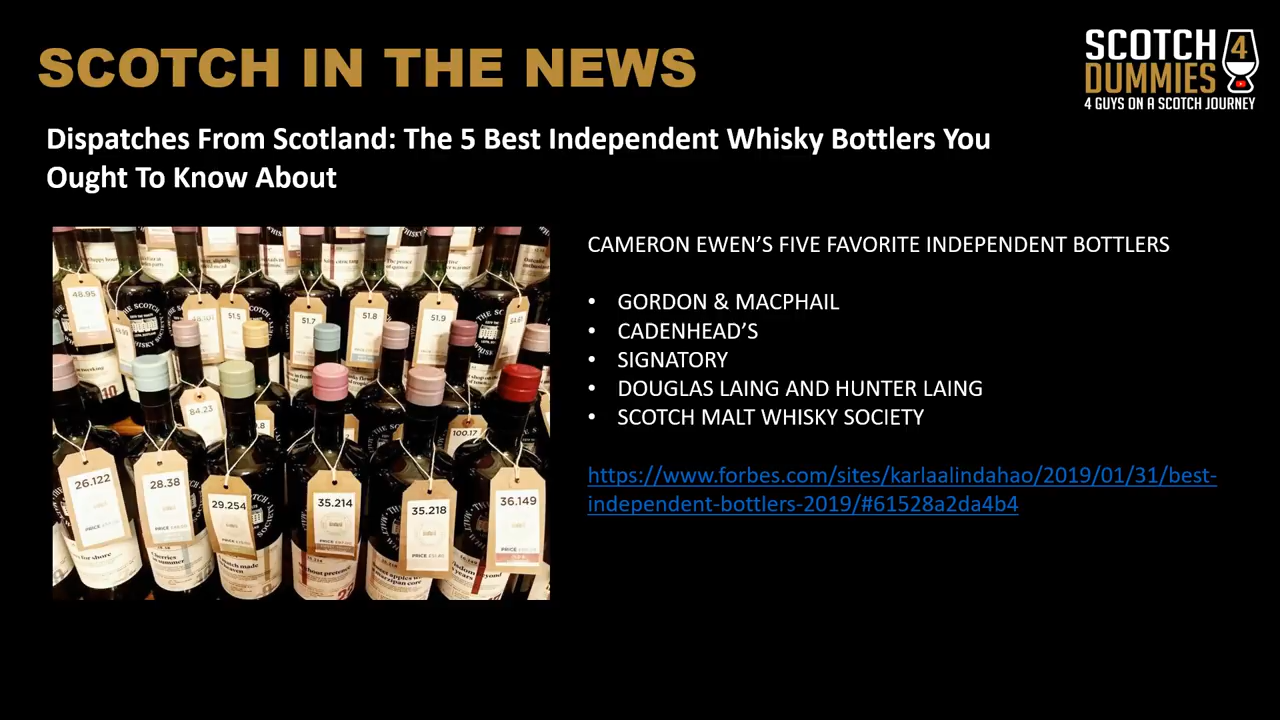 SCOTCH IN THE NEWS
SCOTCH 4
DUMMIES
4 GUYS ON A SCOTCH JOURNEY
Dispatches From Scotland: The 5 Best Independent Whisky Bottlers You
Ought To Know About
CAMERON EWEN’S FIVE FAVORITE INDEPENDENT BOTTLERS
• GORDON & MACPHAIL
• CADENHEAD’S
• SIGNATORY
• DOUGLAS LAING AND HUNTER LAING
• SCOTCH MALT WHISKY SOCIETY
https://www.forbes.com/sites/karlaalindahao/2019/01/31/best-
independent-bottlers-2019/#61528a2da4b4
48.95
51.5
51.7
51.8
51.9
84.23
100.17
26.122
28.38
29.254
35.214
35.218
36.149
PRICE
without pretence